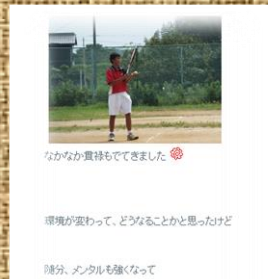 なかなか貫禄もでてきました
環境が変わって、どうなることかと思ったけど
随分、メンタルも強くなって